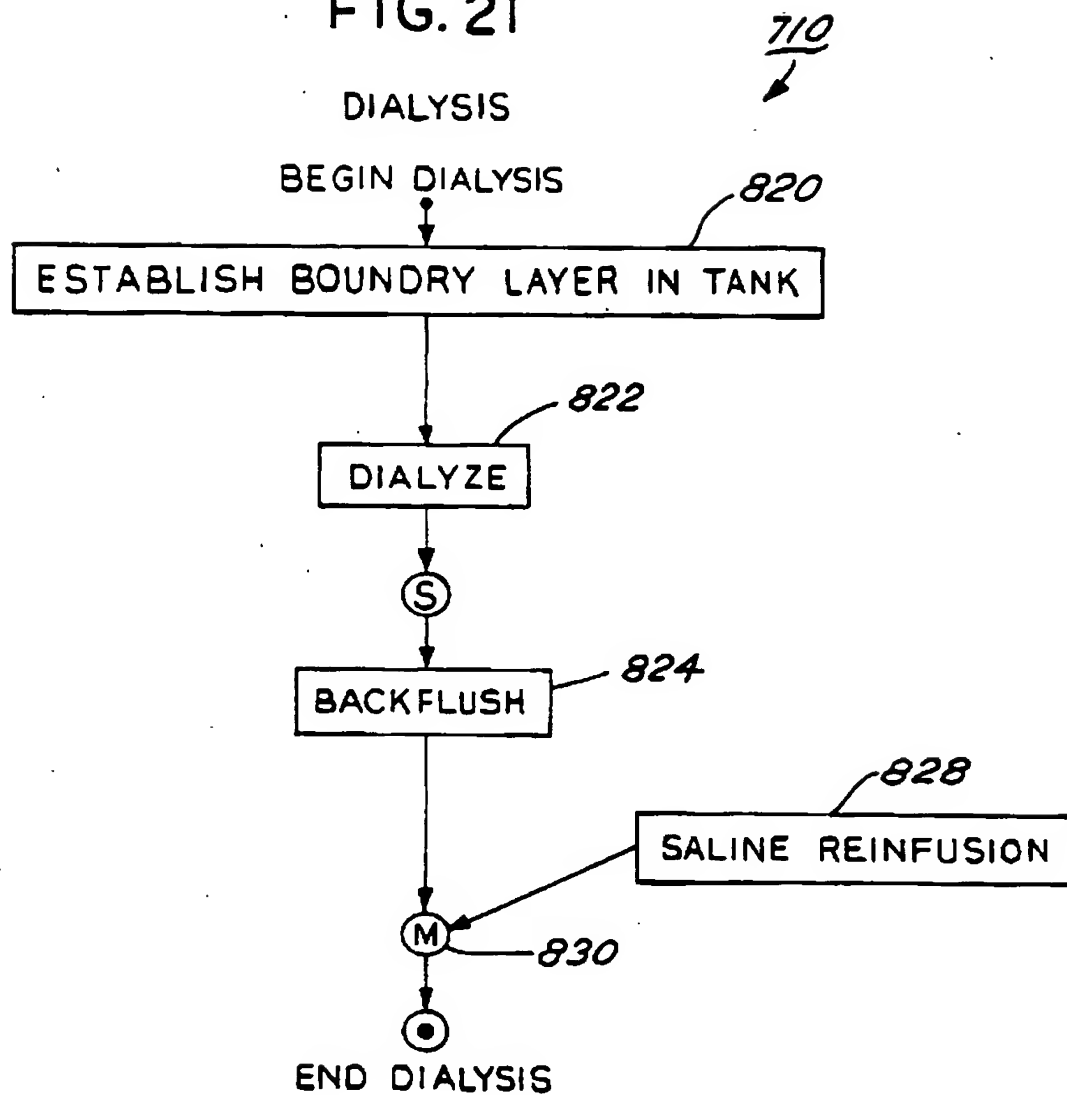 FIG. 21
710
DIALYSIS
BEGIN DIALYSIS
820
ESTABLISH BOUNDRY LAYER IN TANK
822
DIALYZE
S
824
BACKFLUSH
828
SALINE REINFUSION
M
830
END DIALYSIS